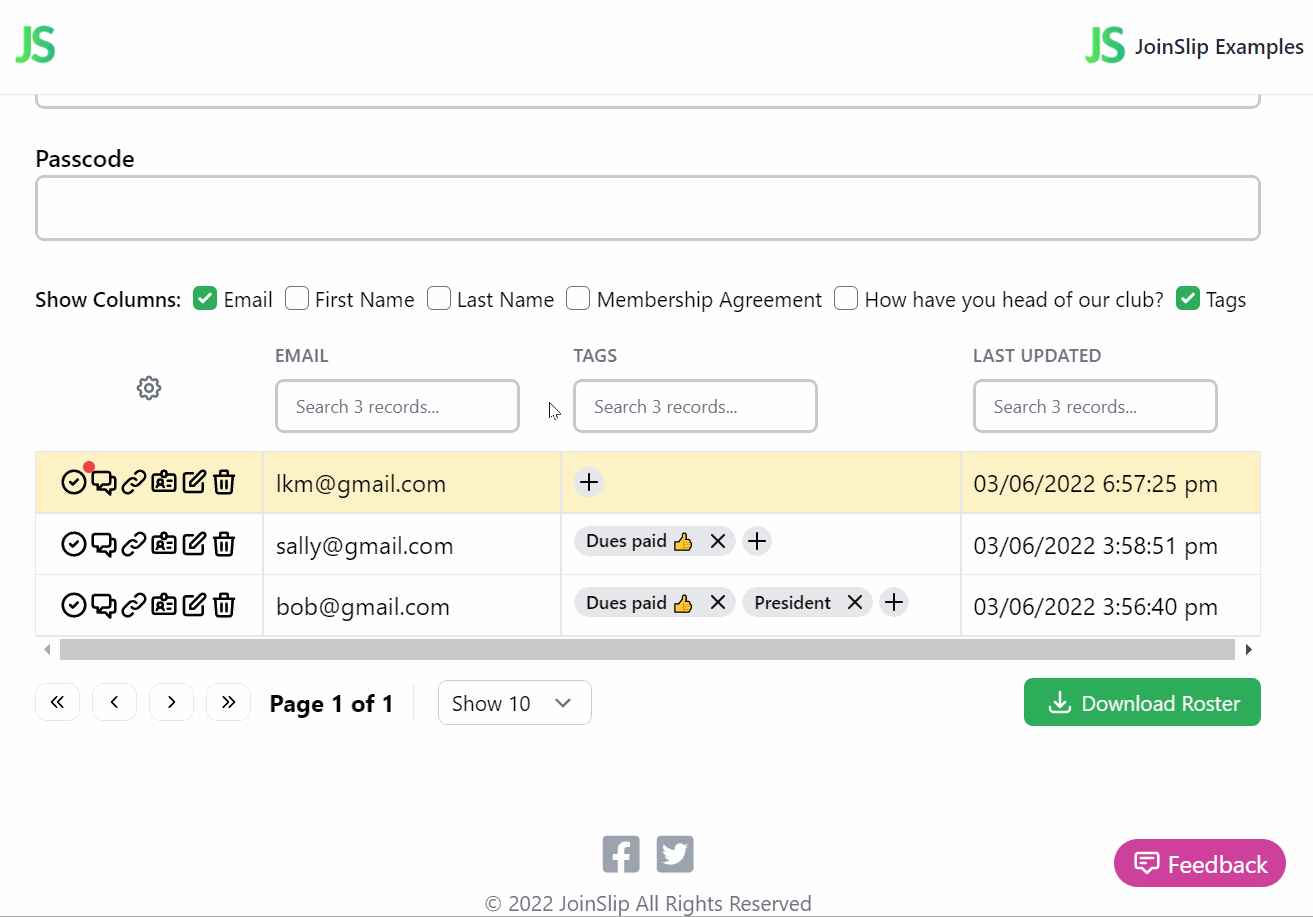 JS
JS JoinSlip Examples
Passcode
Show Columns: Email First Name Last Name Membership Agreement How have you head of our club? Tags
EMAIL TAGS LAST UPDATED
Search 3 records... Search 3 records... Search 3 records...
lkm@gmail.com 03/06/2022 6:57:25 pm
sally@gmail.com Dues paid 👍 03/06/2022 3:58:51 pm
bob@gmail.com Dues paid 👍 President 03/06/2022 3:56:40 pm
Page 1 of 1 Show 10 Download Roster
Feedback
© 2022 JoinSlip All Rights Reserved